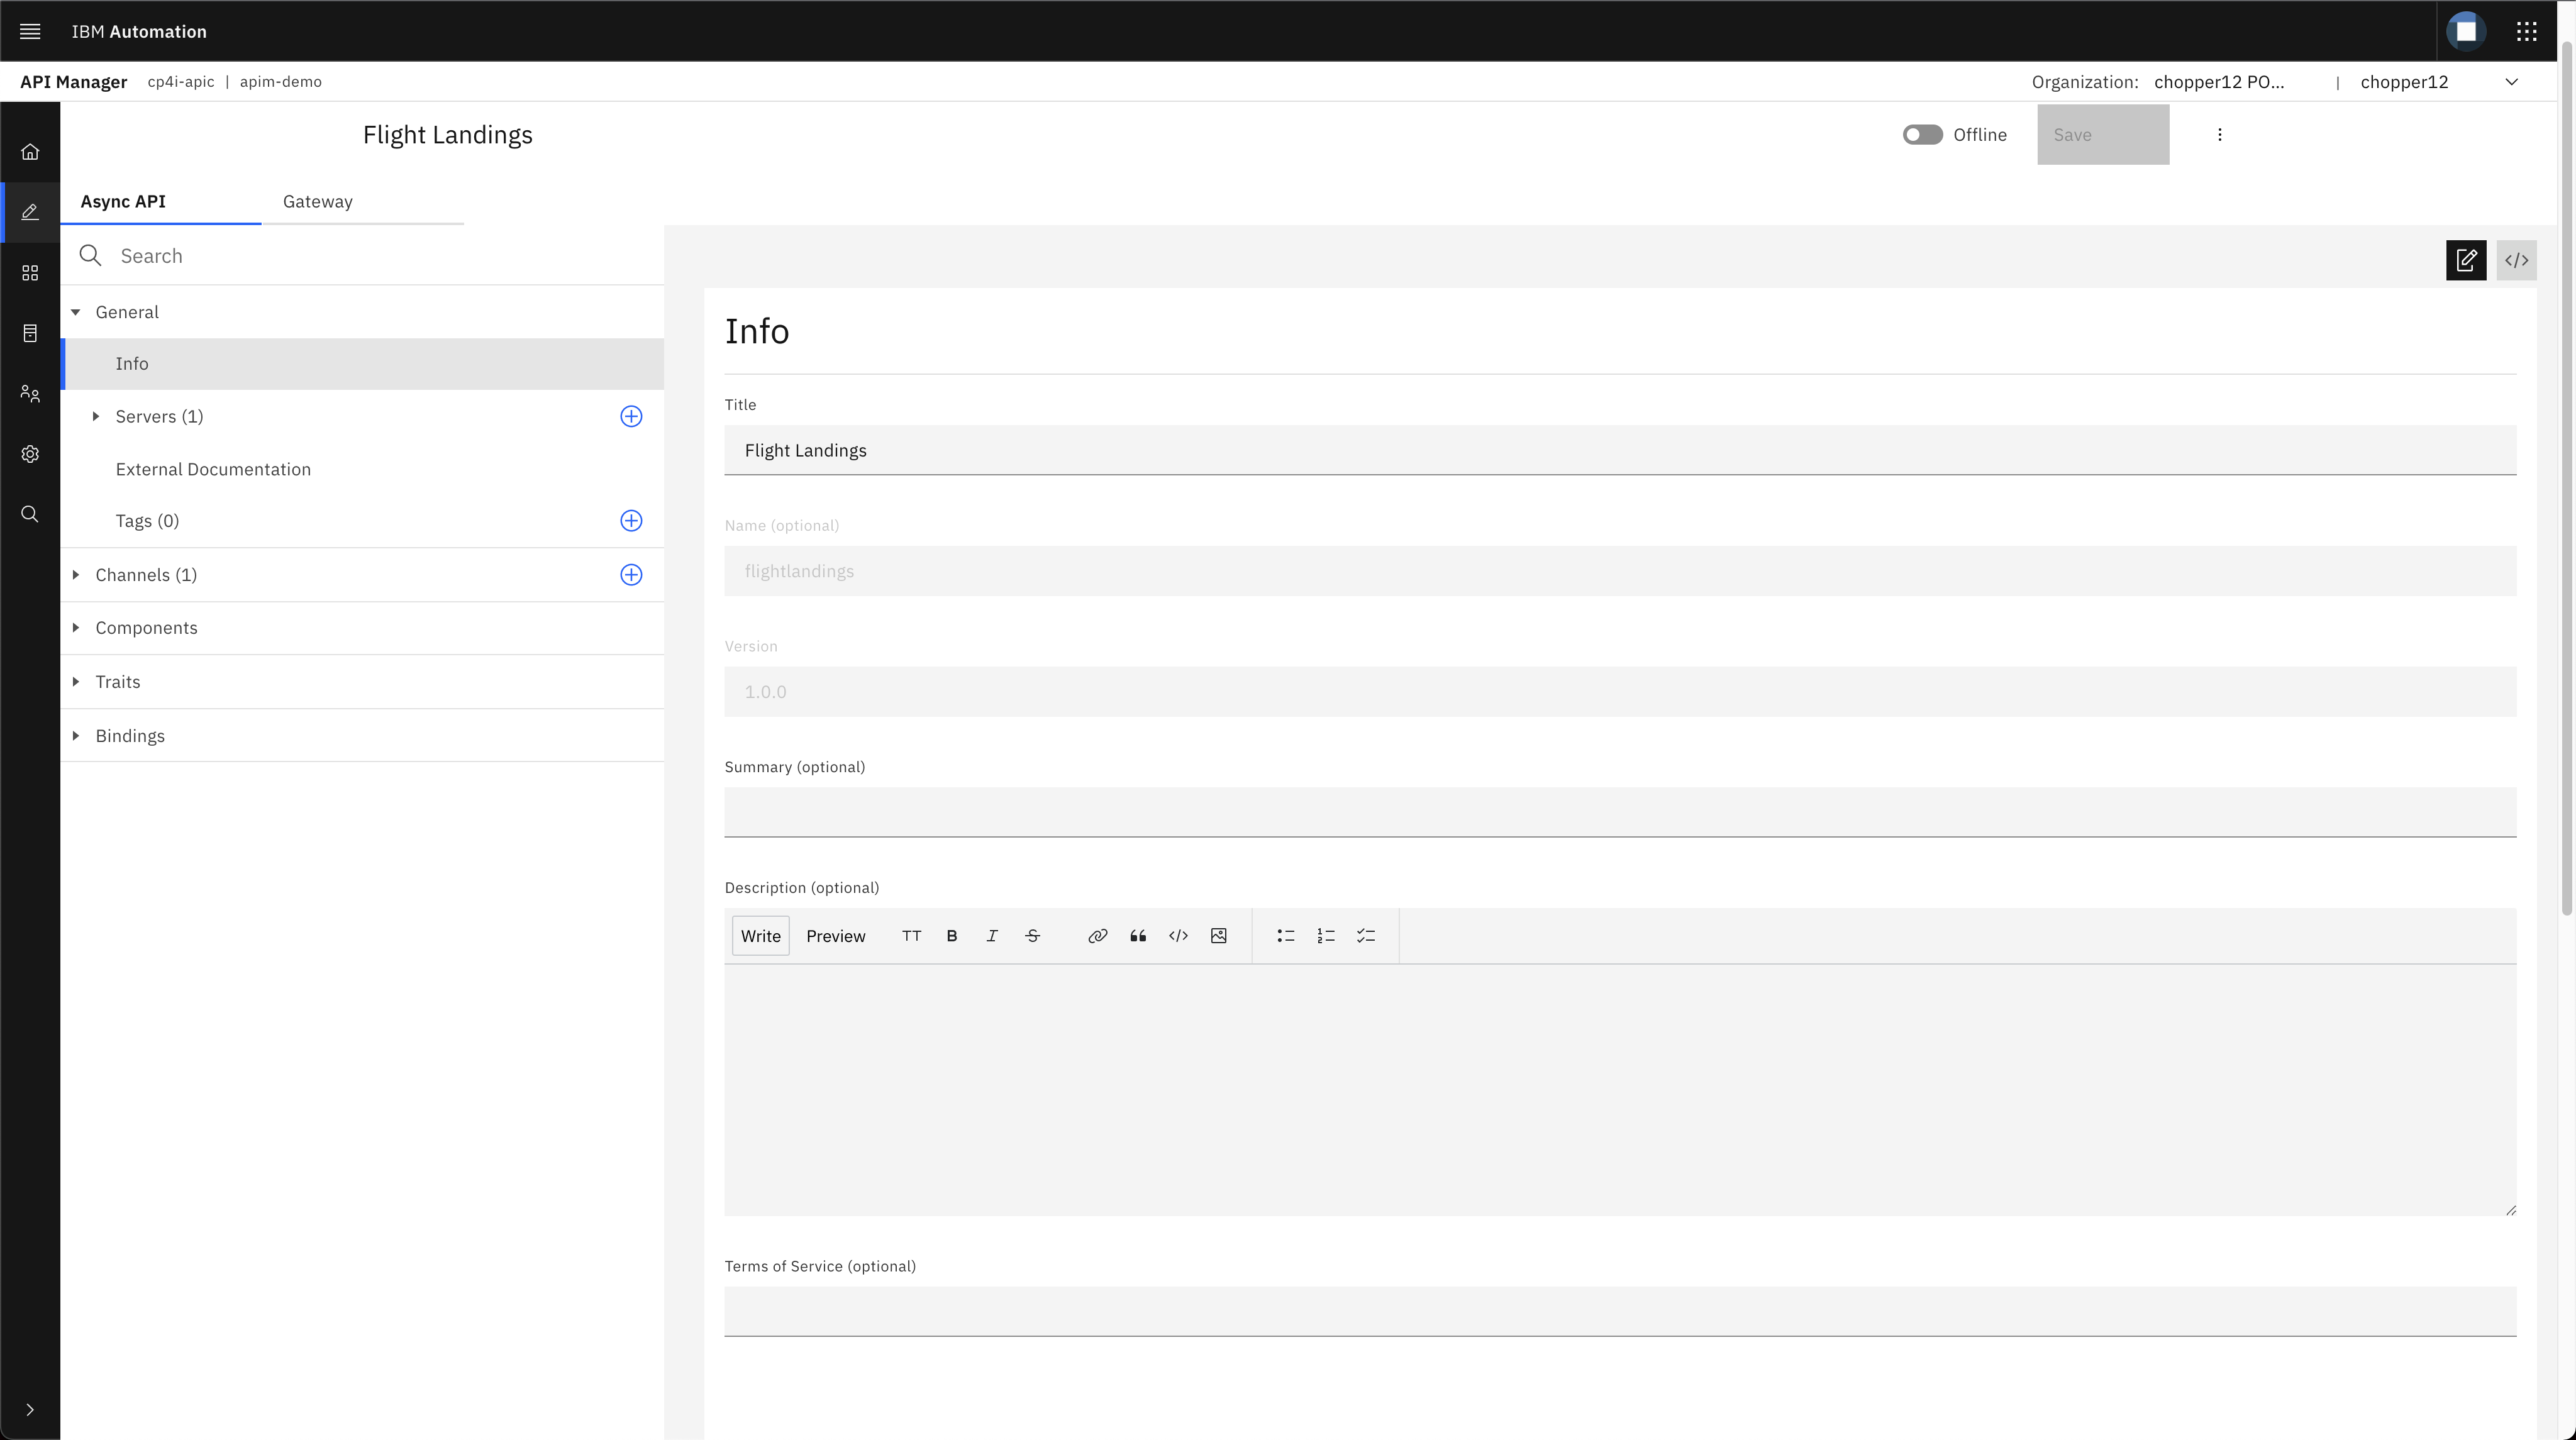 IBM Automation
API Manager cp4i-apic | apim-demo Organization: chopper12 PO... | chopper12
Flight Landings Offline Save
Async API Gateway
Search
General
Info
Servers (1)
External Documentation
Tags (0)
Channels (1)
Components
Traits
Bindings
Info
Title
Flight Landings
Name (optional)
flightlandings
Version
1.0.0
Summary (optional)
Description (optional)
Write Preview TT B I S
Terms of Service (optional)